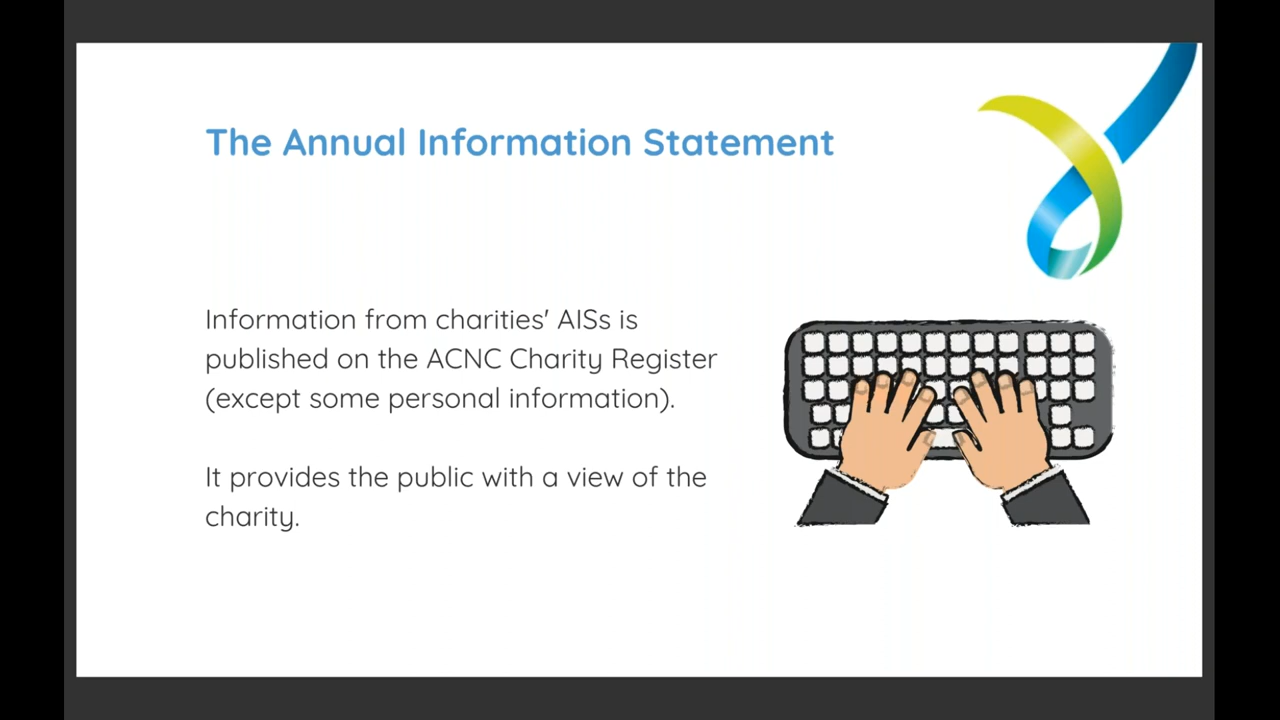 The Annual Information Statement
Information from charities' AISs is
published on the ACNC Charity Register
(except some personal information).
It provides the public with a view of the
charity.